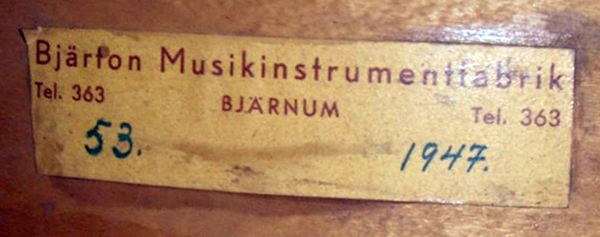 Bjärton Musikinstrumentfabrik
Tel. 363 BJÄRNUM Tel. 363
53. 1947.